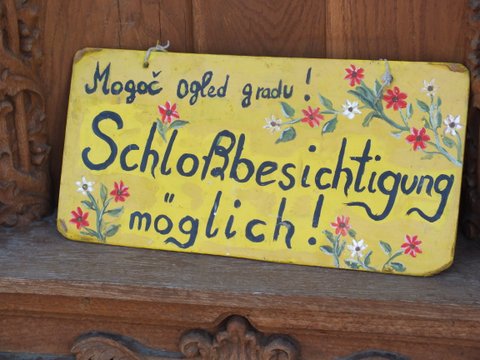 Mogoč ogled gradu!
Schloßbesichtigung
möglich!